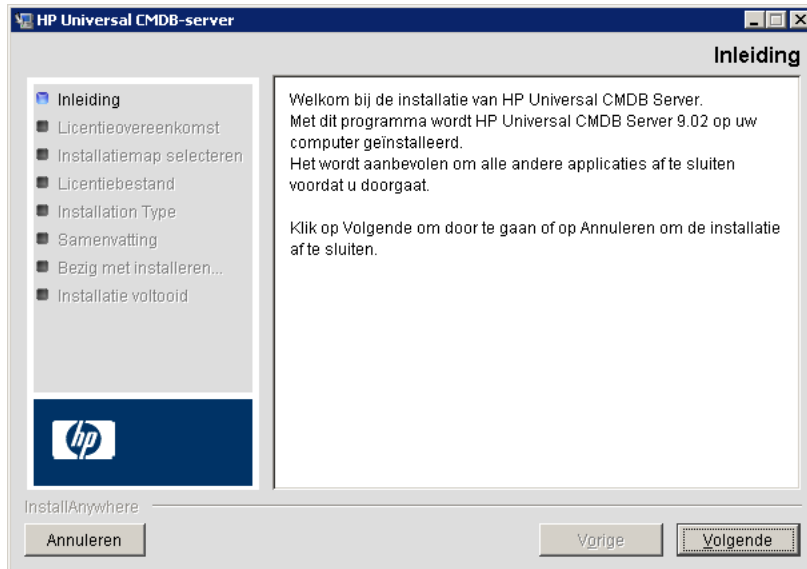 HP Universal CMDB-server
Inleiding
Inleiding
Licentieovereenkomst
Installatiemap selecteren
Licentiebestand
Installation Type
Samenvatting
Bezig met installeren...
Installatie voltooid
hp
Welkom bij de installatie van HP Universal CMDB Server.
Met dit programma wordt HP Universal CMDB Server 9.02 op uw
computer geïnstalleerd.
Het wordt aanbevolen om alle andere applicaties af te sluiten
voordat u doorgaat.
Klik op Volgende om door te gaan of op Annuleren om de installatie
af te sluiten.
InstallAnywhere
Annuleren
Vorige
Volgende